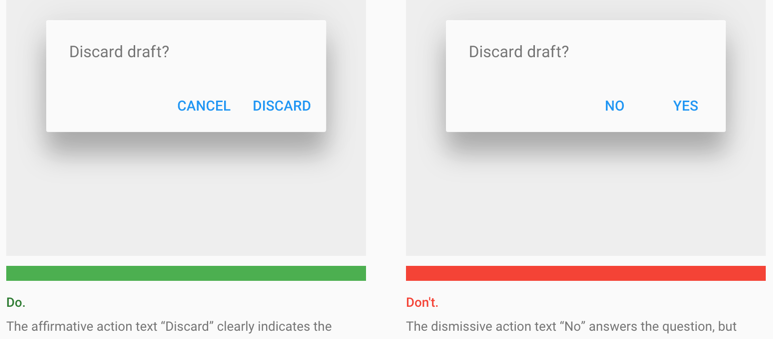 Discard draft?
CANCEL DISCARD
Do.
The affirmative action text “Discard” clearly indicates the
Discard draft?
NO YES
Don't.
The dismissive action text “No” answers the question, but